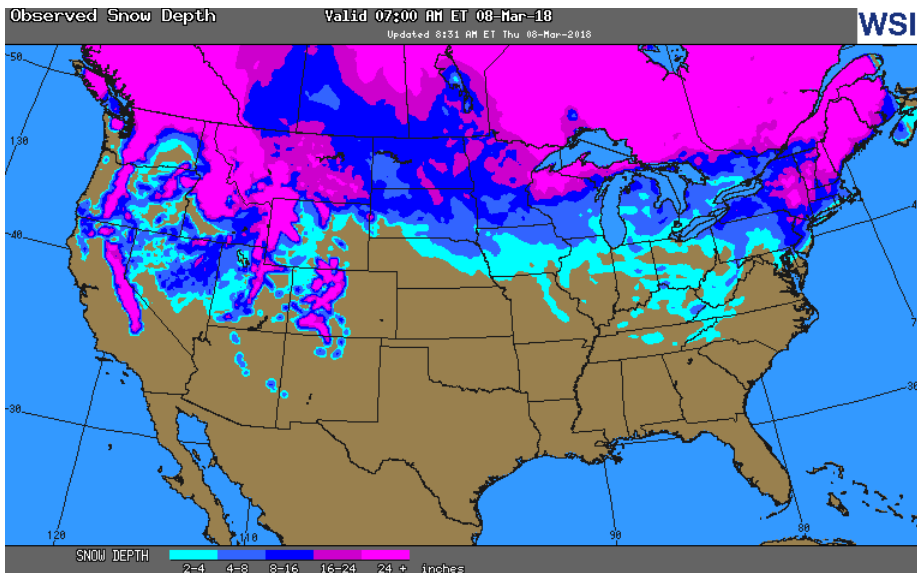 Observed Snow Depth
Valid 07:00 AM ET 08-Mar-18
Updated 8:31 AM ET Thu 08-Mar-2018
WSI
50
130
40
30
120
110
90
80
30
SNOW DEPTH
2-4 4-8 8-16 16-24 24 + inches